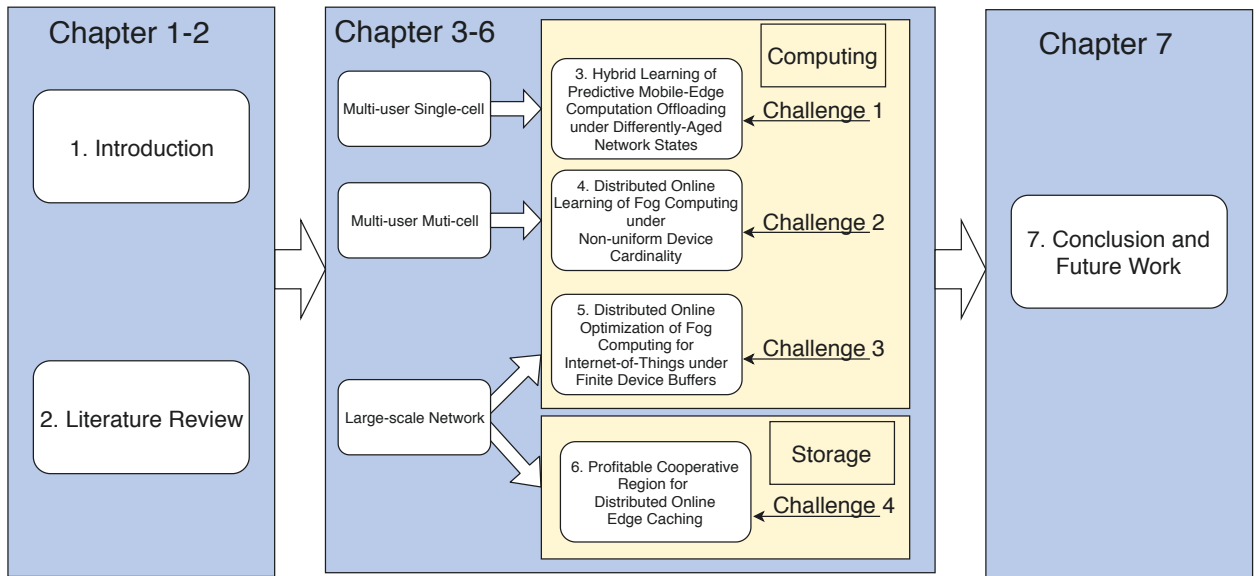 Chapter 1-2
1. Introduction
2. Literature Review
Chapter 3-6
Multi-user Single-cell
Multi-user Muti-cell
Large-scale Network
Computing
3. Hybrid Learning of
Predictive Mobile-Edge
Computation Offloading
under Differently-Aged
Network States
Challenge 1
4. Distributed Online
Learning of Fog Computing
under
Non-uniform Device
Cardinality
Challenge 2
5. Distributed Online
Optimization of Fog
Computing for
Internet-of-Things under
Finite Device Buffers
Challenge 3
Storage
6. Profitable Cooperative
Region for
Distributed Online
Edge Caching
Challenge 4
Chapter 7
7. Conclusion and
Future Work